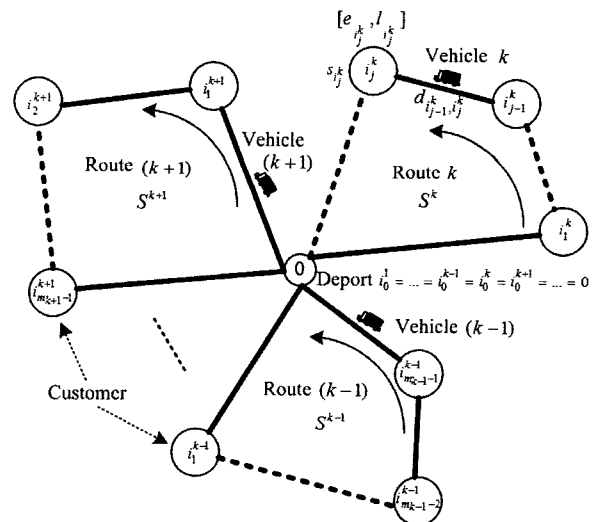 [e_{i_j^k}, l_{i_j^k}]
s_{i_j^k}
i_j^k
Vehicle k
d_{i_{j-1}^k, i_j^k}
i_{j-1}^k
i_1^{k+1}
i_2^{k+1}
Vehicle
(k+1)
Route (k+1)
S^{k+1}
Route k
S^k
i_1^k
0
Deport i_0^1 = ... = i_0^{k-1} = i_0^k = i_0^{k+1} = ... = 0
i_{m_{k+1}-1}^{k+1}
Vehicle (k-1)
i_{m_{k-1}-1}^{k-1}
Customer
Route (k-1)
S^{k-1}
i_1^{k-1}
i_{m_{k-1}-2}^{k-1}